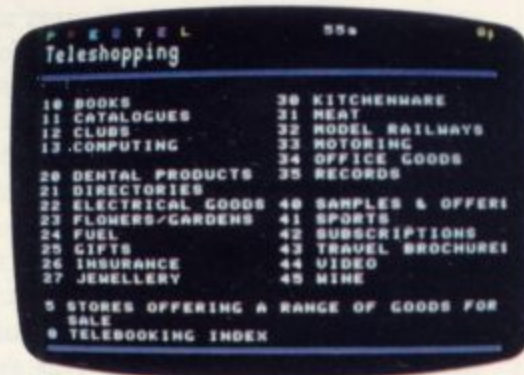 PRESTEL 55a 0p
Teleshopping
10 BOOKS
11 CATALOGUES
12 CLUBS
13 COMPUTING
20 DENTAL PRODUCTS
21 DIRECTORIES
22 ELECTRICAL GOODS
23 FLOWERS/GARDENS
24 FUEL
25 GIFTS
26 INSURANCE
27 JEWELLERY
30 KITCHENWARE
31 MEAT
32 MODEL RAILWAYS
33 MOTORING
34 OFFICE GOODS
35 RECORDS
40 SAMPLES & OFFERS
41 SPORTS
42 SUBSCRIPTIONS
43 TRAVEL BROCHURES
44 VIDEO
45 WINE
5 STORES OFFERING A RANGE OF GOODS FOR
SALE
0 TELEBOOKING INDEX